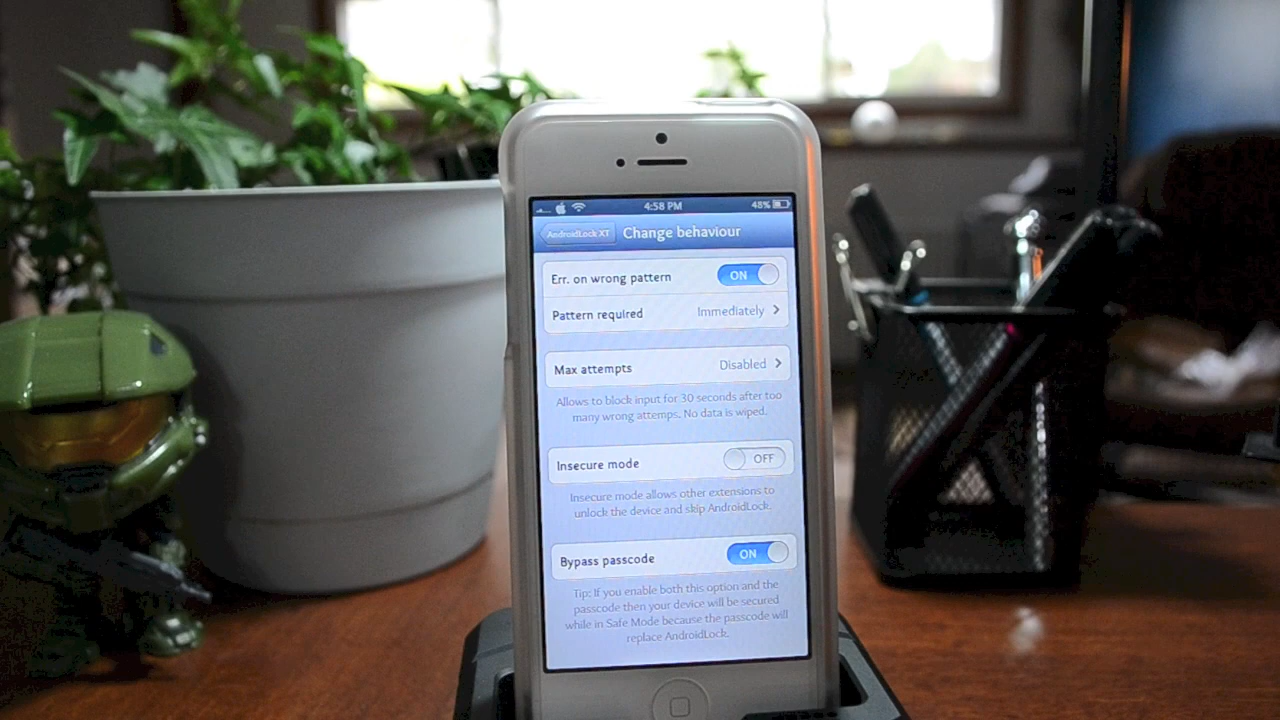 4:58 PM 48%
AndroidLock XT Change behaviour
Err. on wrong pattern ON
Pattern required Immediately
Max attempts Disabled
Allows to block input for 30 seconds after too
many wrong attemps. No data is wiped.
Insecure mode OFF
Insecure mode allows other extensions to
unlock the device and skip AndroidLock.
Bypass passcode ON
Tip: If you enable both this option and the
passcode then your device will be secured
while in Safe Mode because the passcode will
replace AndroidLock.